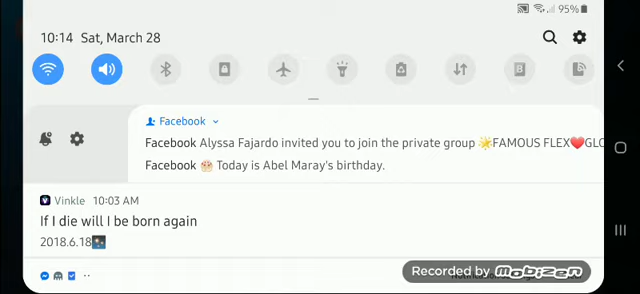 95%
10:14 Sat, March 28
Facebook
Facebook Alyssa Fajardo invited you to join the private group 🌟FAMOUS FLEX❤️GLO
Facebook 🎂 Today is Abel Maray's birthday.
Vinkle 10:03 AM
If I die will I be born again
2018.6.18🌃
Recorded by Mobizen